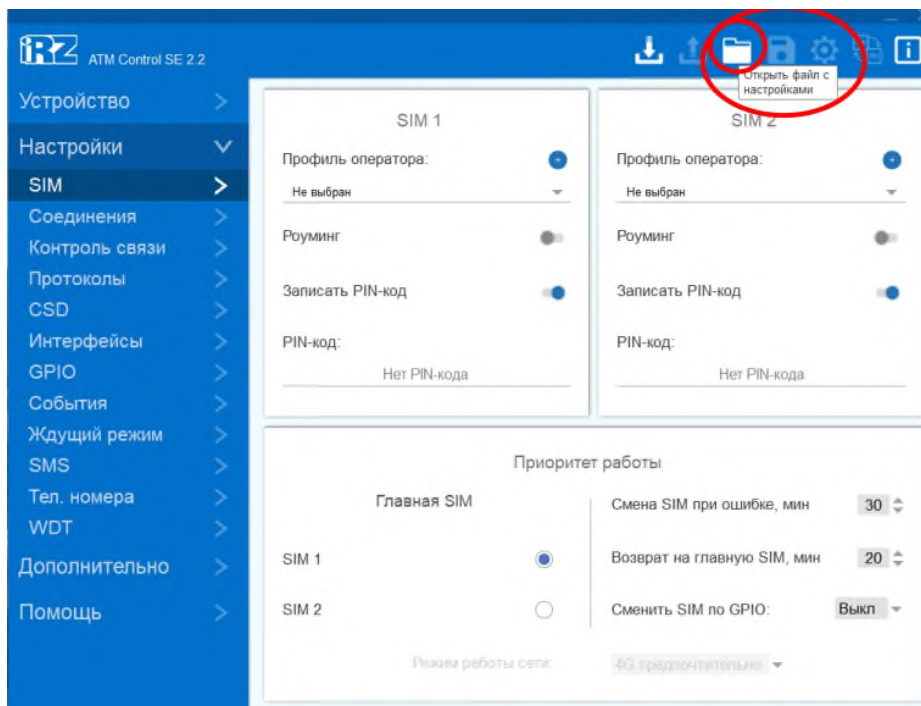 iRZ ATM Control SE 2.2
Открыть файл с
настройками
Устройство
Настройки
SIM
Соединения
Контроль связи
Протоколы
CSD
Интерфейсы
GPIO
События
Ждущий режим
SMS
Тел. номера
WDT
Дополнительно
Помощь
SIM 1
Профиль оператора:
Не выбран
Роуминг
Записать PIN-код
PIN-код:
Нет PIN-кода
SIM 2
Профиль оператора:
Не выбран
Роуминг
Записать PIN-код
PIN-код:
Нет PIN-кода
Приоритет работы
Главная SIM
SIM 1
SIM 2
Смена SIM при ошибке, мин 30
Возврат на главную SIM, мин 20
Сменить SIM по GPIO: Выкл
Режим работы сети: 4G предпочтительно